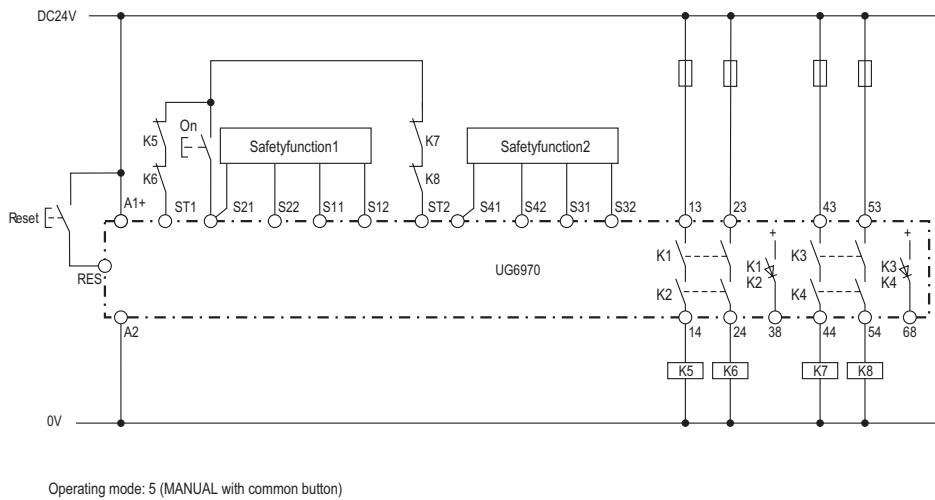 DC24V
On
K5
K6
Safetyfunction1
K7
K8
Safetyfunction2
Reset
A1+
ST1
S21
S22
S11
S12
ST2
S41
S42
S31
S32
13
23
43
53
RES
UG6970
K1
K2
K1
K2
+
K3
K4
K3
K4
+
A2
14
24
38
44
54
68
K5
K6
K7
K8
0V
Operating mode: 5 (MANUAL with common button)